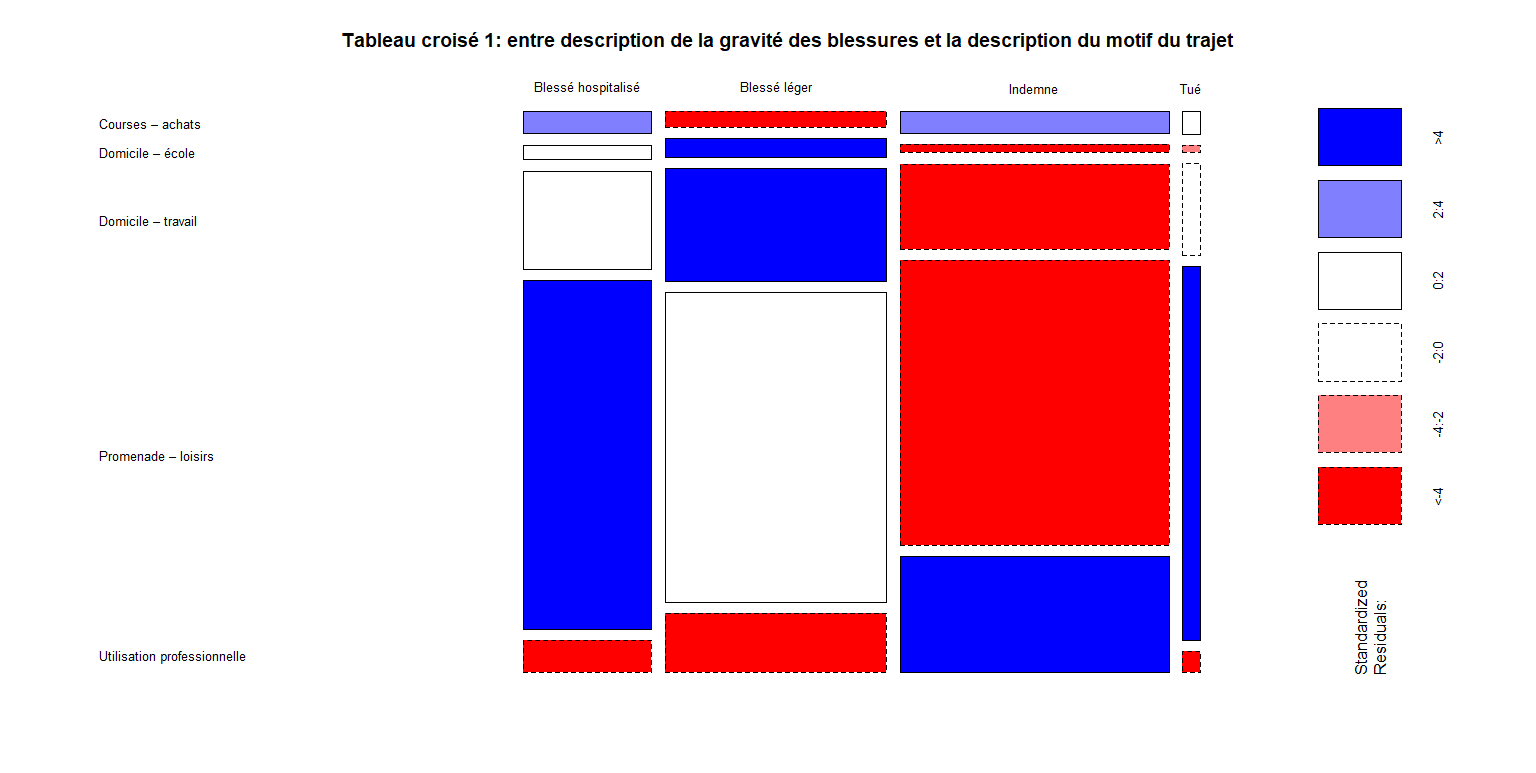 Tableau croisé 1: entre description de la gravité des blessures et la description du motif du trajet
Blessé hospitalisé
Blessé léger
Indemne
Tué
Courses – achats
Domicile – école
Domicile – travail
Promenade – loisirs
Utilisation professionnelle
>4
2:4
0:2
-2:0
-4:-2
<-4
Standardized
Residuals: